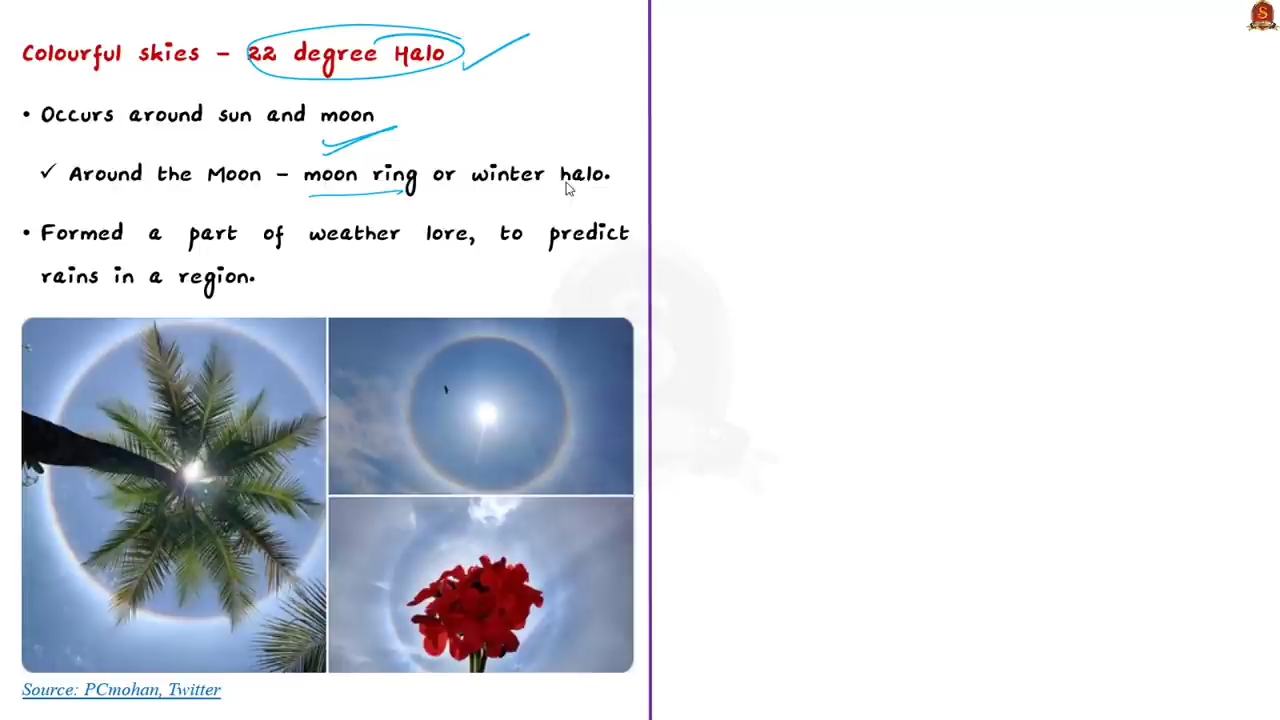 Colourful skies – 22 degree Halo
• Occurs around sun and moon
✓ Around the Moon – moon ring or winter halo.
• Formed a part of weather lore, to predict
rains in a region.
Source: PCmohan, Twitter